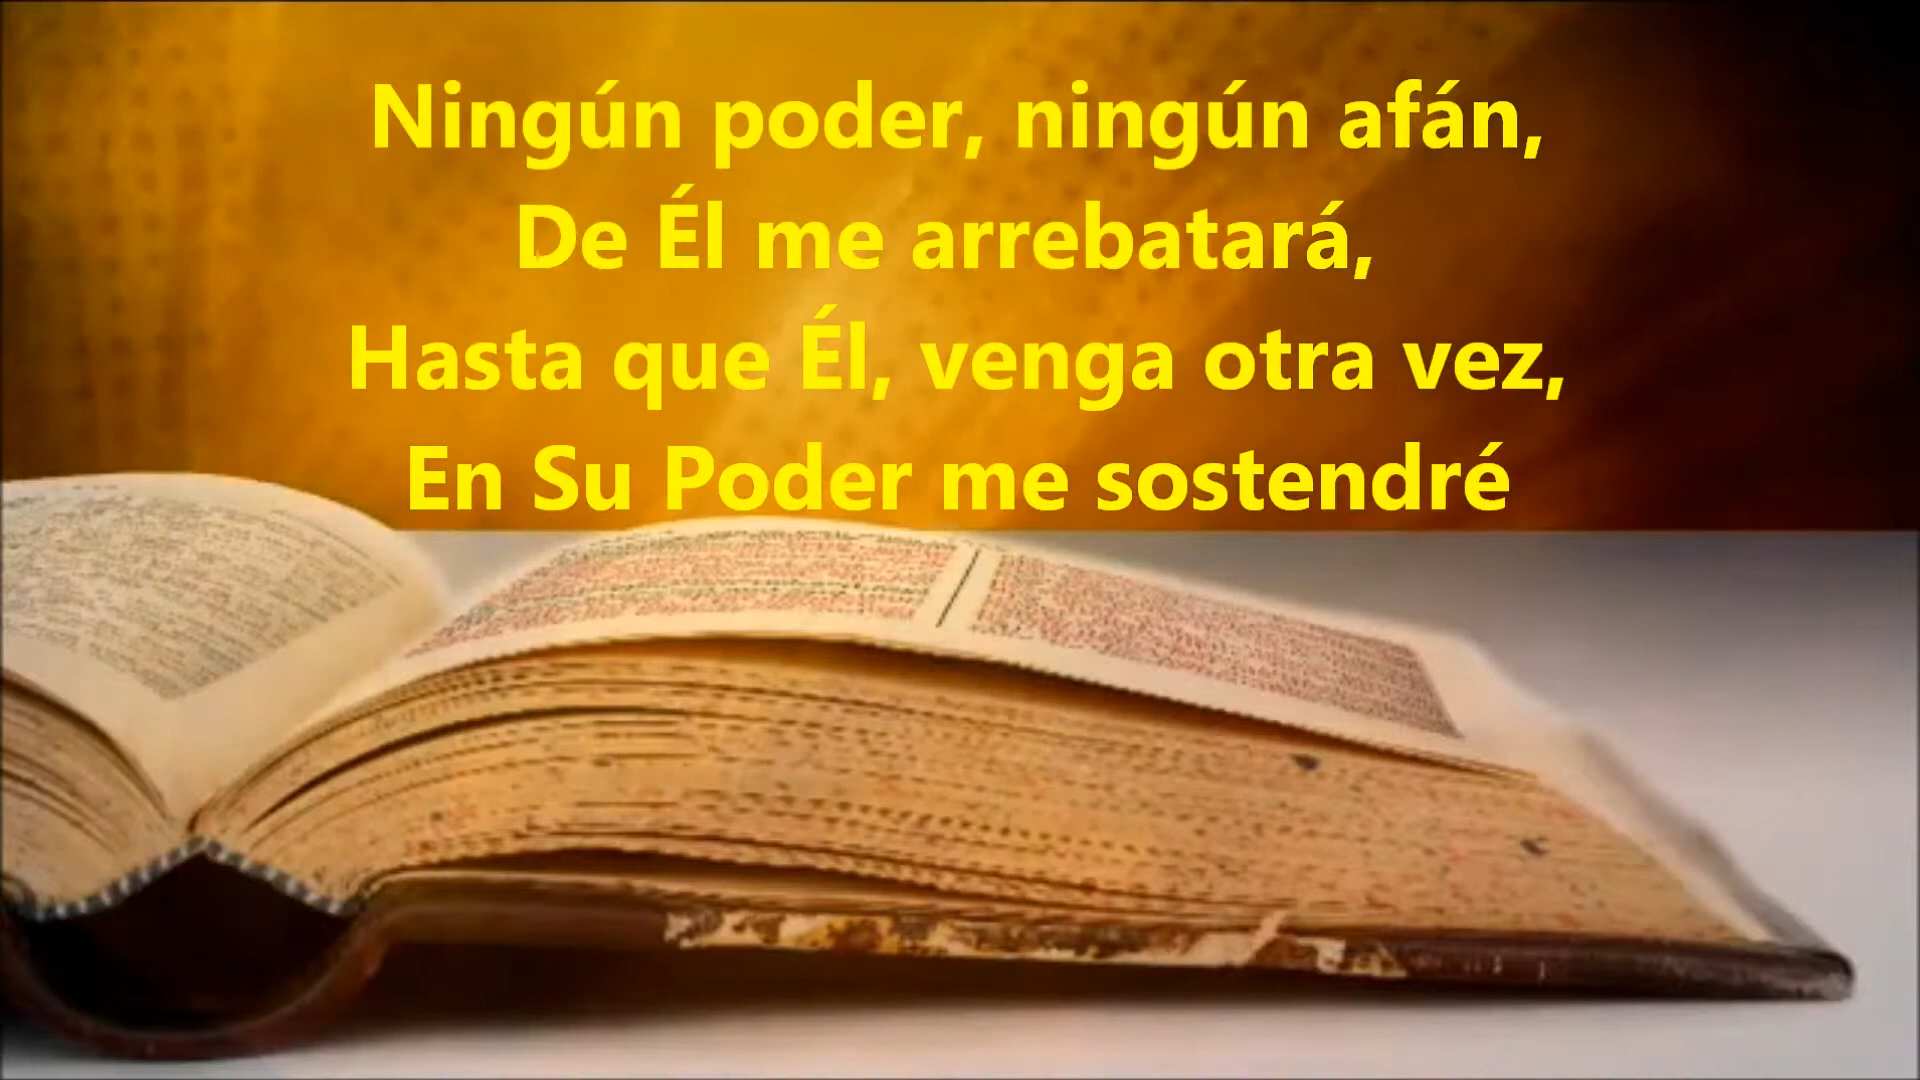 Ningún poder, ningún afán,
De Él me arrebatará,
Hasta que Él, venga otra vez,
En Su Poder me sostendré